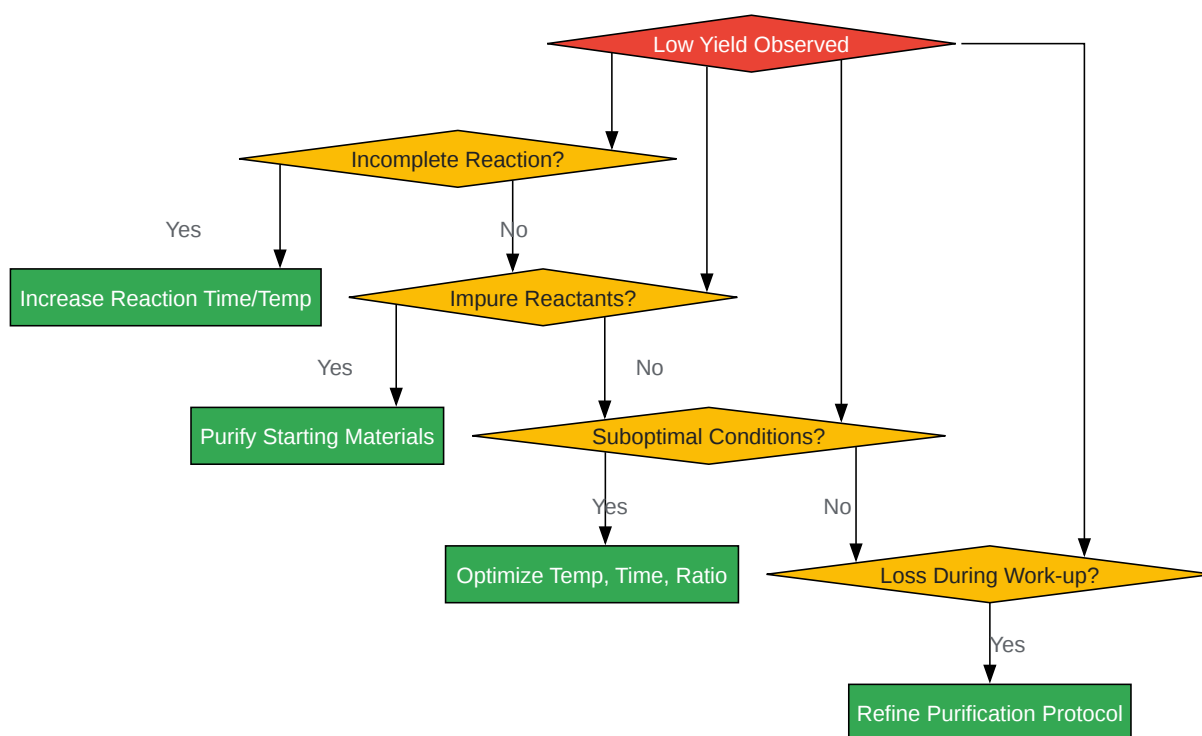 Low Yield Observed
Incomplete Reaction?
Yes
No
Increase Reaction Time/Temp
Impure Reactants?
Yes
No
Purify Starting Materials
Suboptimal Conditions?
Yes
No
Optimize Temp, Time, Ratio
Loss During Work-up?
Yes
Refine Purification Protocol